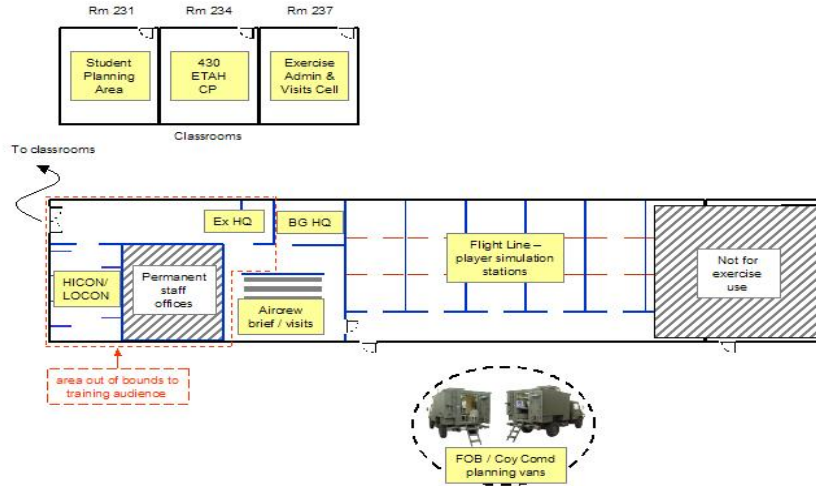 Rm 231
Rm 234
Rm 237
Student
Planning
Area
430
ETAH
CP
Exercise
Admin &
Visits Cell
Classrooms
To classrooms
Ex HQ
BG HQ
Flight Line –
player simulation
stations
Not for
exercise
use
HICON/
LOCON
Permanent
staff
offices
Aircrew
brief / visits
area out of bounds to
training audience
FOB / Coy Comd
planning vans